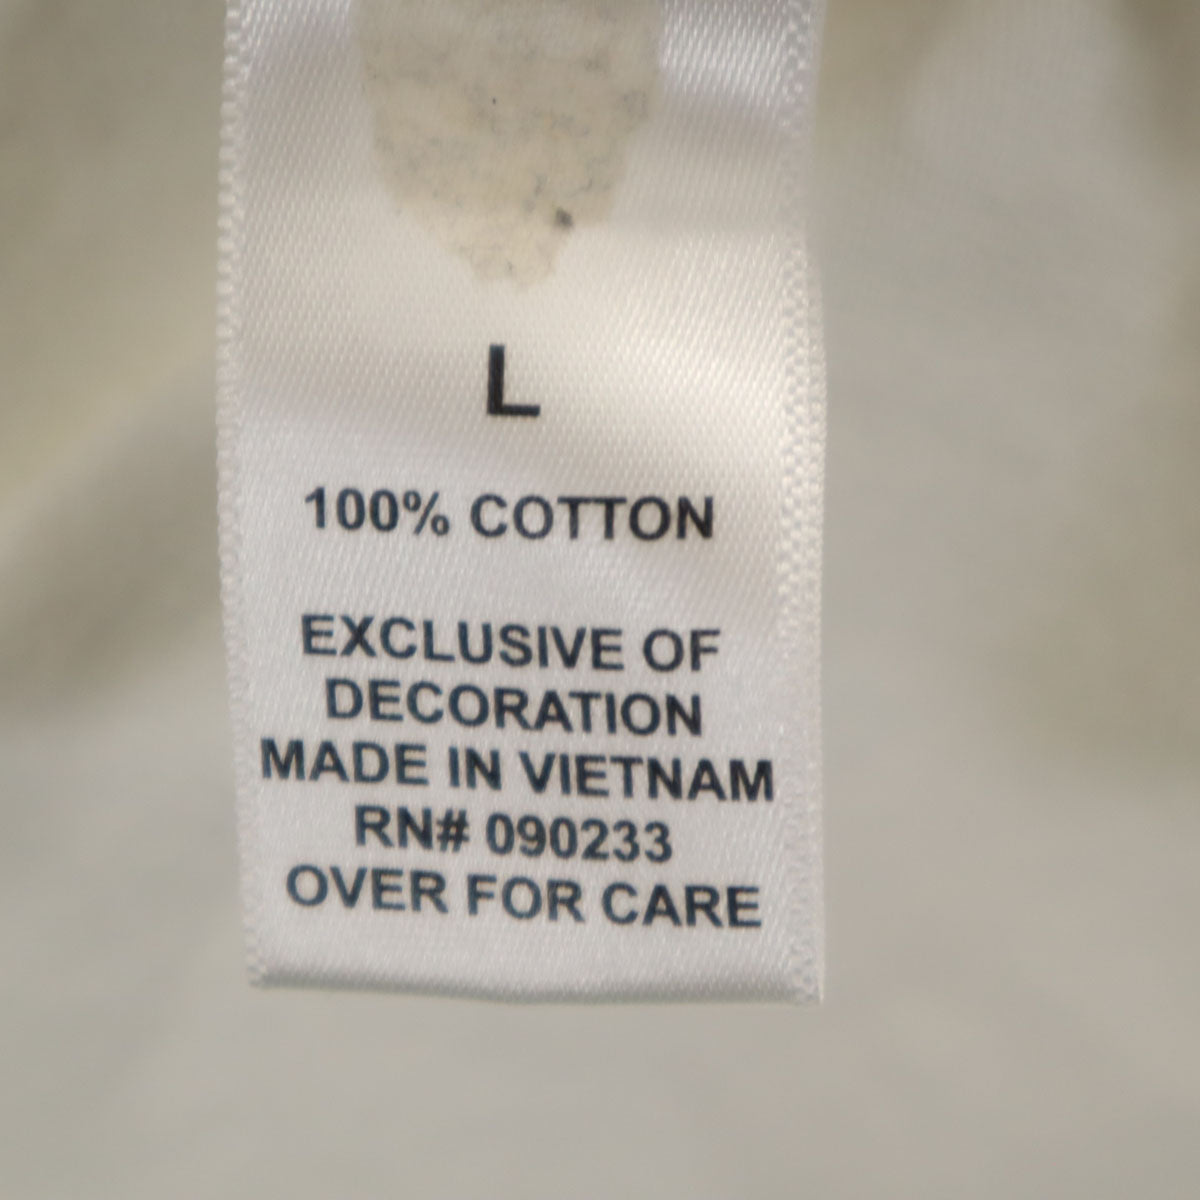 L
100% COTTON
EXCLUSIVE OF
DECORATION
MADE IN VIETNAM
RN# 090233
OVER FOR CARE